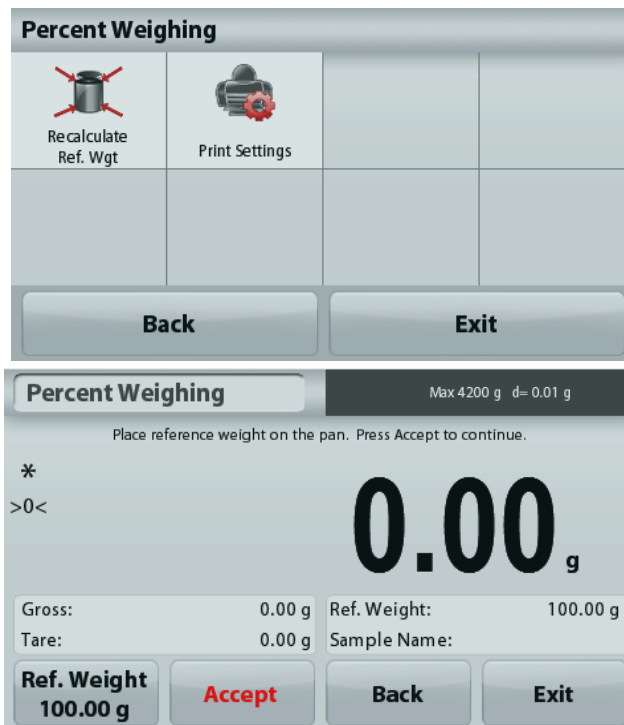 Percent Weighing
Recalculate
Ref. Wgt
Print Settings
Back
Exit
Percent Weighing
Max 4200 g d= 0.01 g
Place reference weight on the pan. Press Accept to continue.
*
>0<
0.00 g
Gross: 0.00 g
Ref. Weight: 100.00 g
Tare: 0.00 g
Sample Name:
Ref. Weight
100.00 g
Accept
Back
Exit